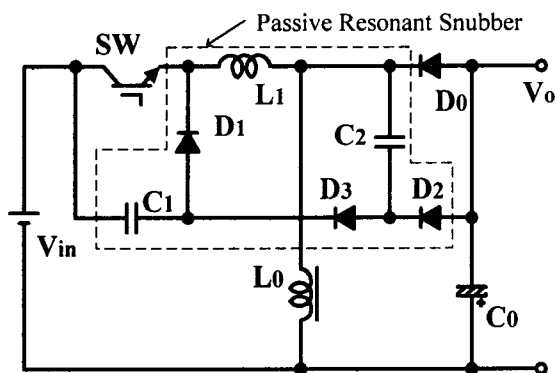 Passive Resonant Snubber
SW
L1
D0
Vo
D1
C2
C1
D3
D2
Vin
L0
C0
+